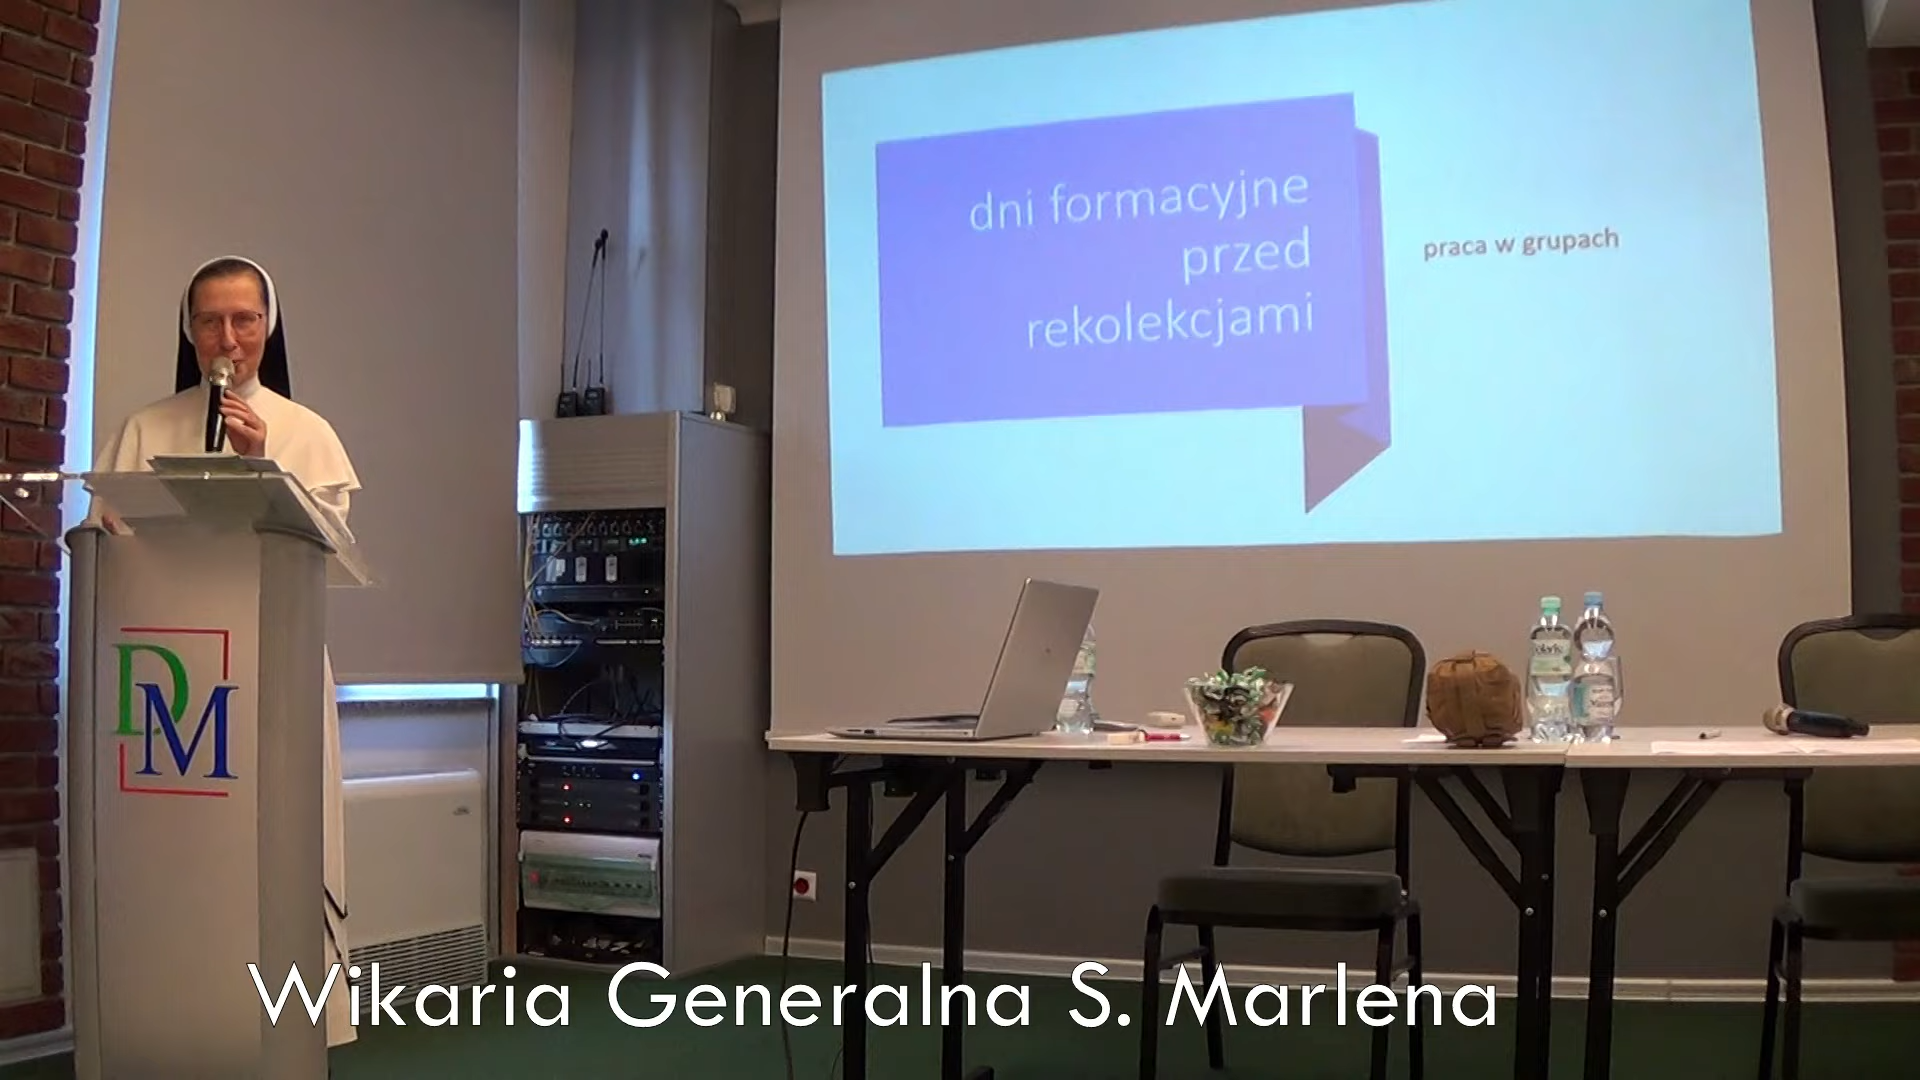 dni formacyjne
przed
rekolekcjami
praca w grupach
DM
Wikaria Generalna S. Marlena